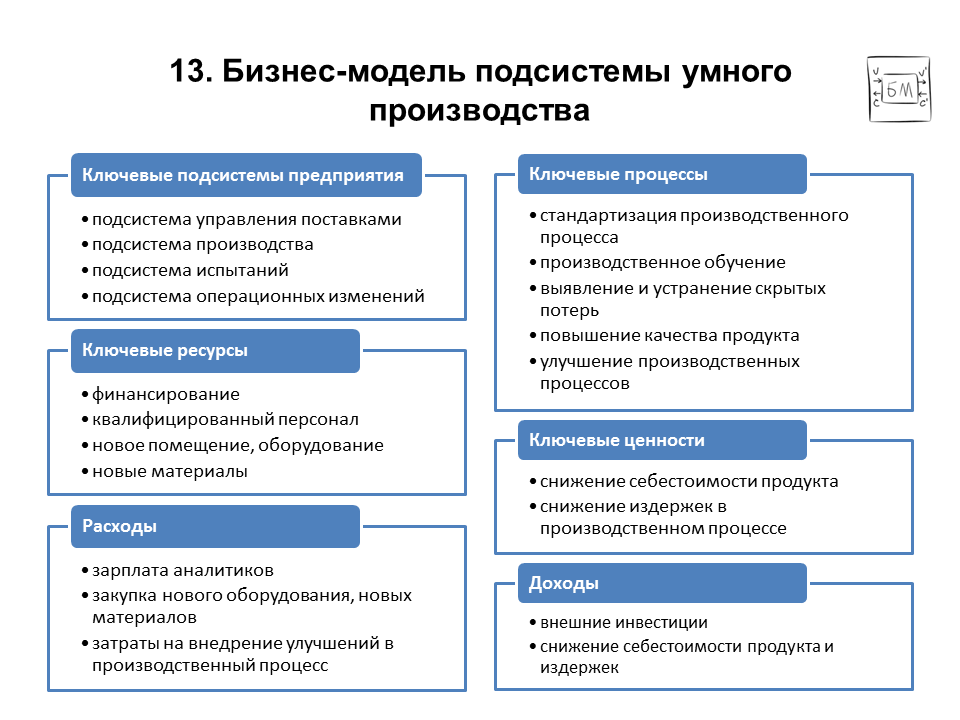 13. Бизнес-модель подсистемы умного
производства
V
V'
БМ
C
C'
Ключевые подсистемы предприятия
•подсистема управления поставками
•подсистема производства
•подсистема испытаний
•подсистема операционных изменений
Ключевые ресурсы
•финансирование
•квалифицированный персонал
•новое помещение, оборудование
•новые материалы
Расходы
•зарплата аналитиков
•закупка нового оборудования, новых
материалов
•затраты на внедрение улучшений в
производственный процесс
Ключевые процессы
•стандартизация производственного
процесса
•производственное обучение
•выявление и устранение скрытых
потерь
•повышение качества продукта
•улучшение производственных
процессов
Ключевые ценности
•снижение себестоимости продукта
•снижение издержек в
производственном процессе
Доходы
•внешние инвестиции
•снижение себестоимости продукта и
издержек